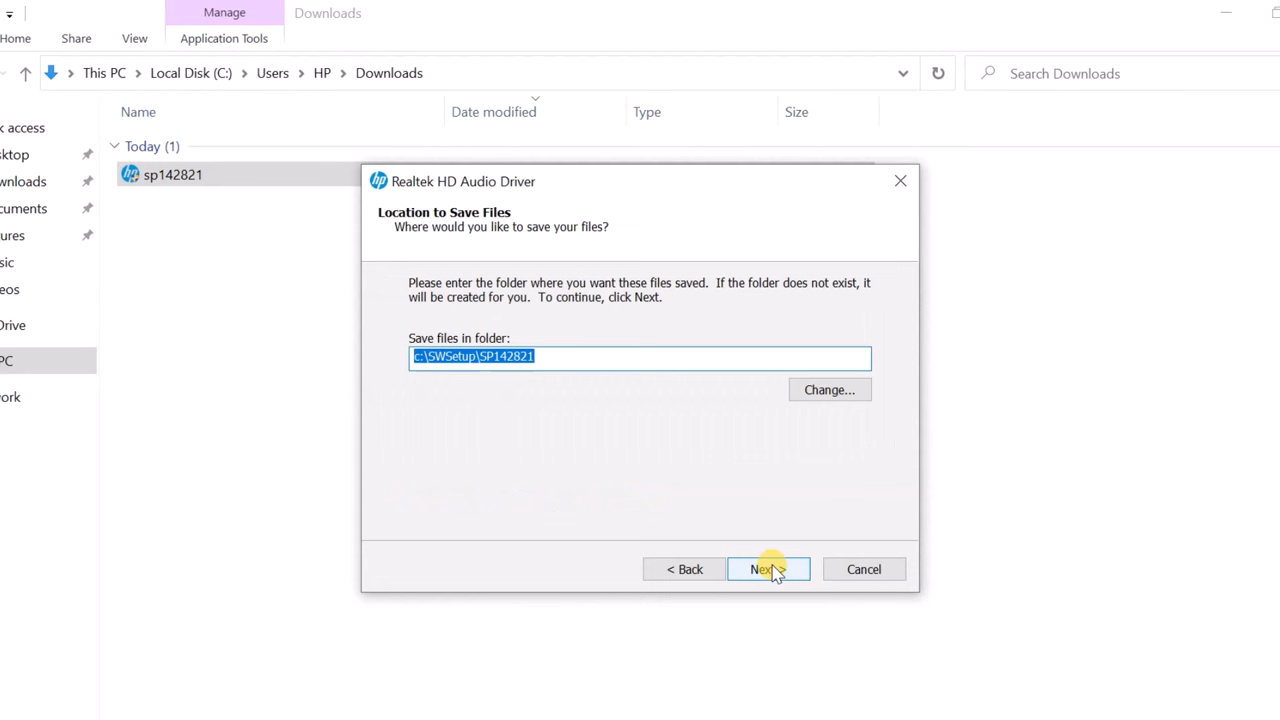 Manage
Downloads
Home
Share
View
Application Tools
This PC
Local Disk (C:)
Users
HP
Downloads
Search Downloads
Name
Date modified
Type
Size
k access
Today (1)
sktop
sp142821
wnloads
cuments
ures
sic
eos
Drive
PC
work
hp Realtek HD Audio Driver
Location to Save Files
Where would you like to save your files?
Please enter the folder where you want these files saved. If the folder does not exist, it
will be created for you. To continue, click Next.
Save files in folder:
c:\SWSetup\SP142821
Change...
< Back
Next >
Cancel